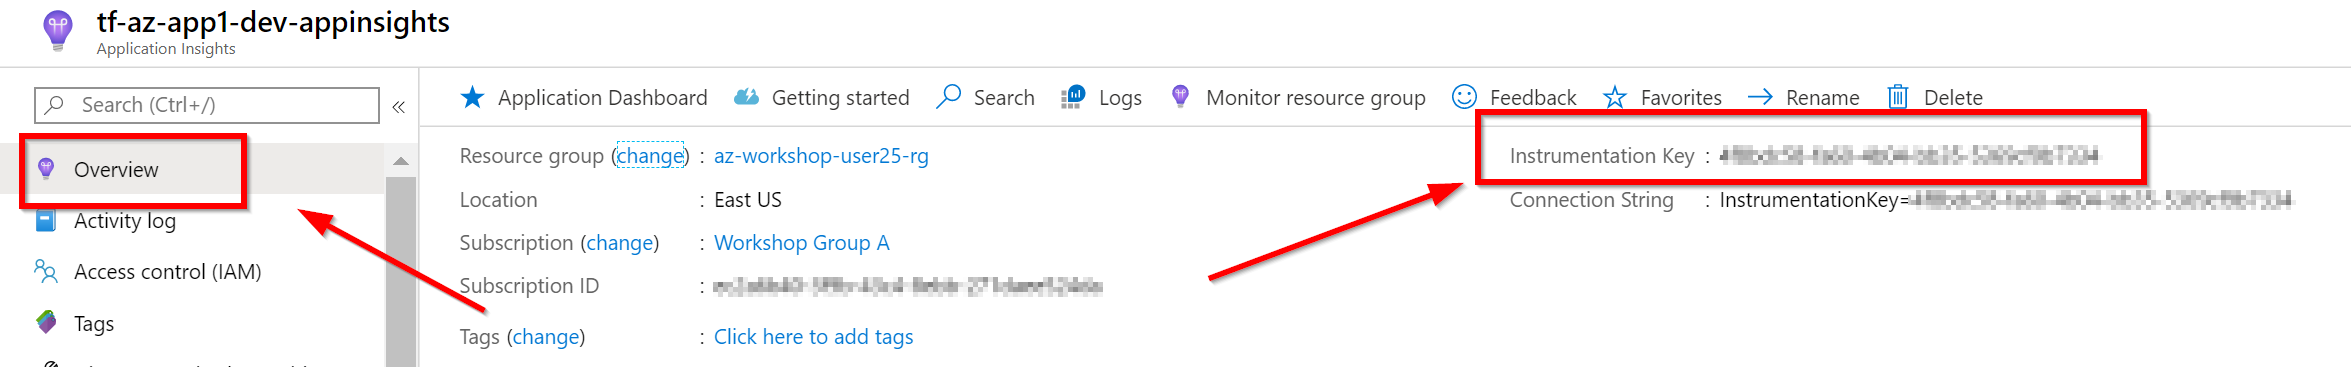 tf-az-app1-dev-appinsights
Application Insights
Search (Ctrl+/)
«
Overview
Activity log
Access control (IAM)
Tags
Application Dashboard Getting started Search Logs Monitor resource group Feedback Favorites Rename Delete
Resource group (change) : az-workshop-user25-rg
Location : East US
Subscription (change) : Workshop Group A
Subscription ID :
Tags (change) : Click here to add tags
Instrumentation Key :
Connection String : InstrumentationKey=